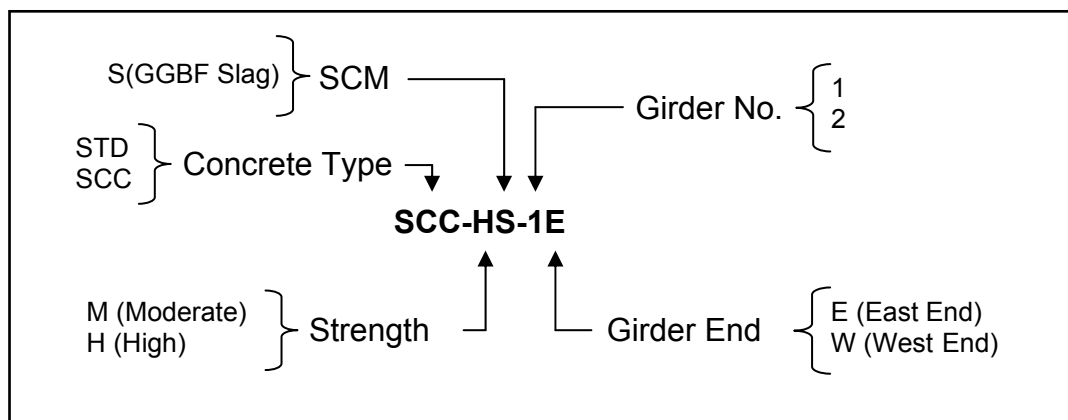 S(GGBF Slag)
SCM
Girder No.
1
2
STD
SCC
Concrete Type
SCC-HS-1E
M (Moderate)
H (High)
Strength
Girder End
E (East End)
W (West End)